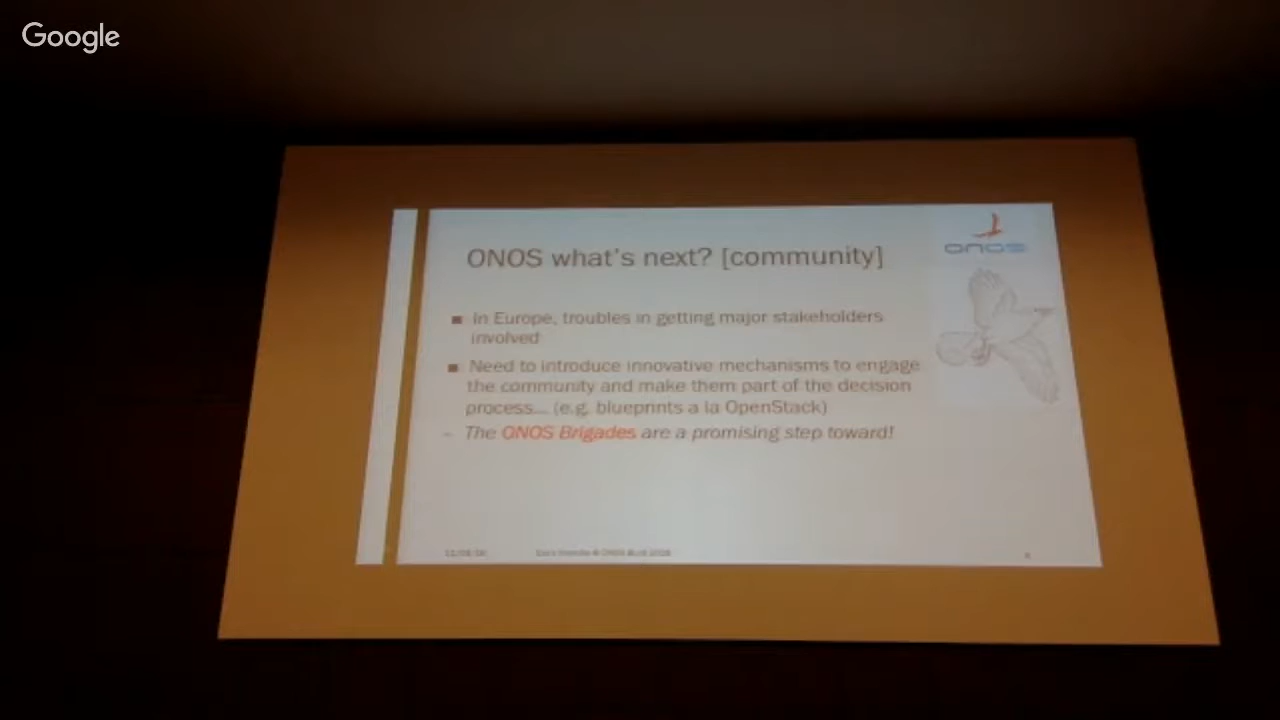 Google
ONOS what's next? [community]
onos
■ In Europe, troubles in getting major stakeholders
involved
■ Need to introduce innovative mechanisms to engage
the community and make them part of the decision
process... (e.g. blueprints a la OpenStack)
– The ONOS Brigades are a promising step toward!